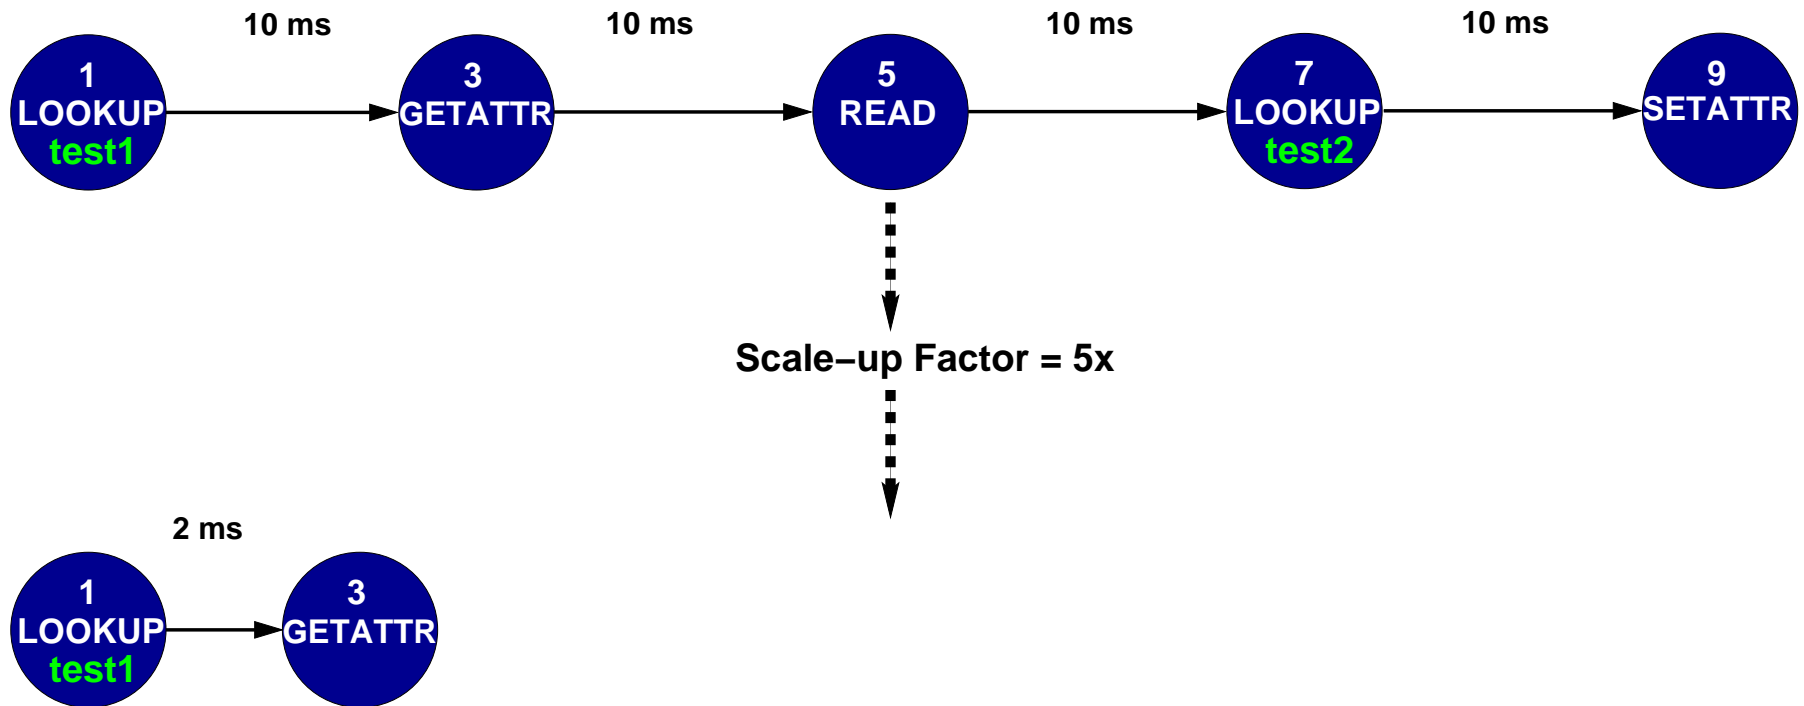 10 ms 10 ms 10 ms 10 ms
1 3 5 7 9
LOOKUP GETATTR READ LOOKUP SETATTR
test1 test2
Scale–up Factor = 5x
2 ms
1 3
LOOKUP GETATTR
test1